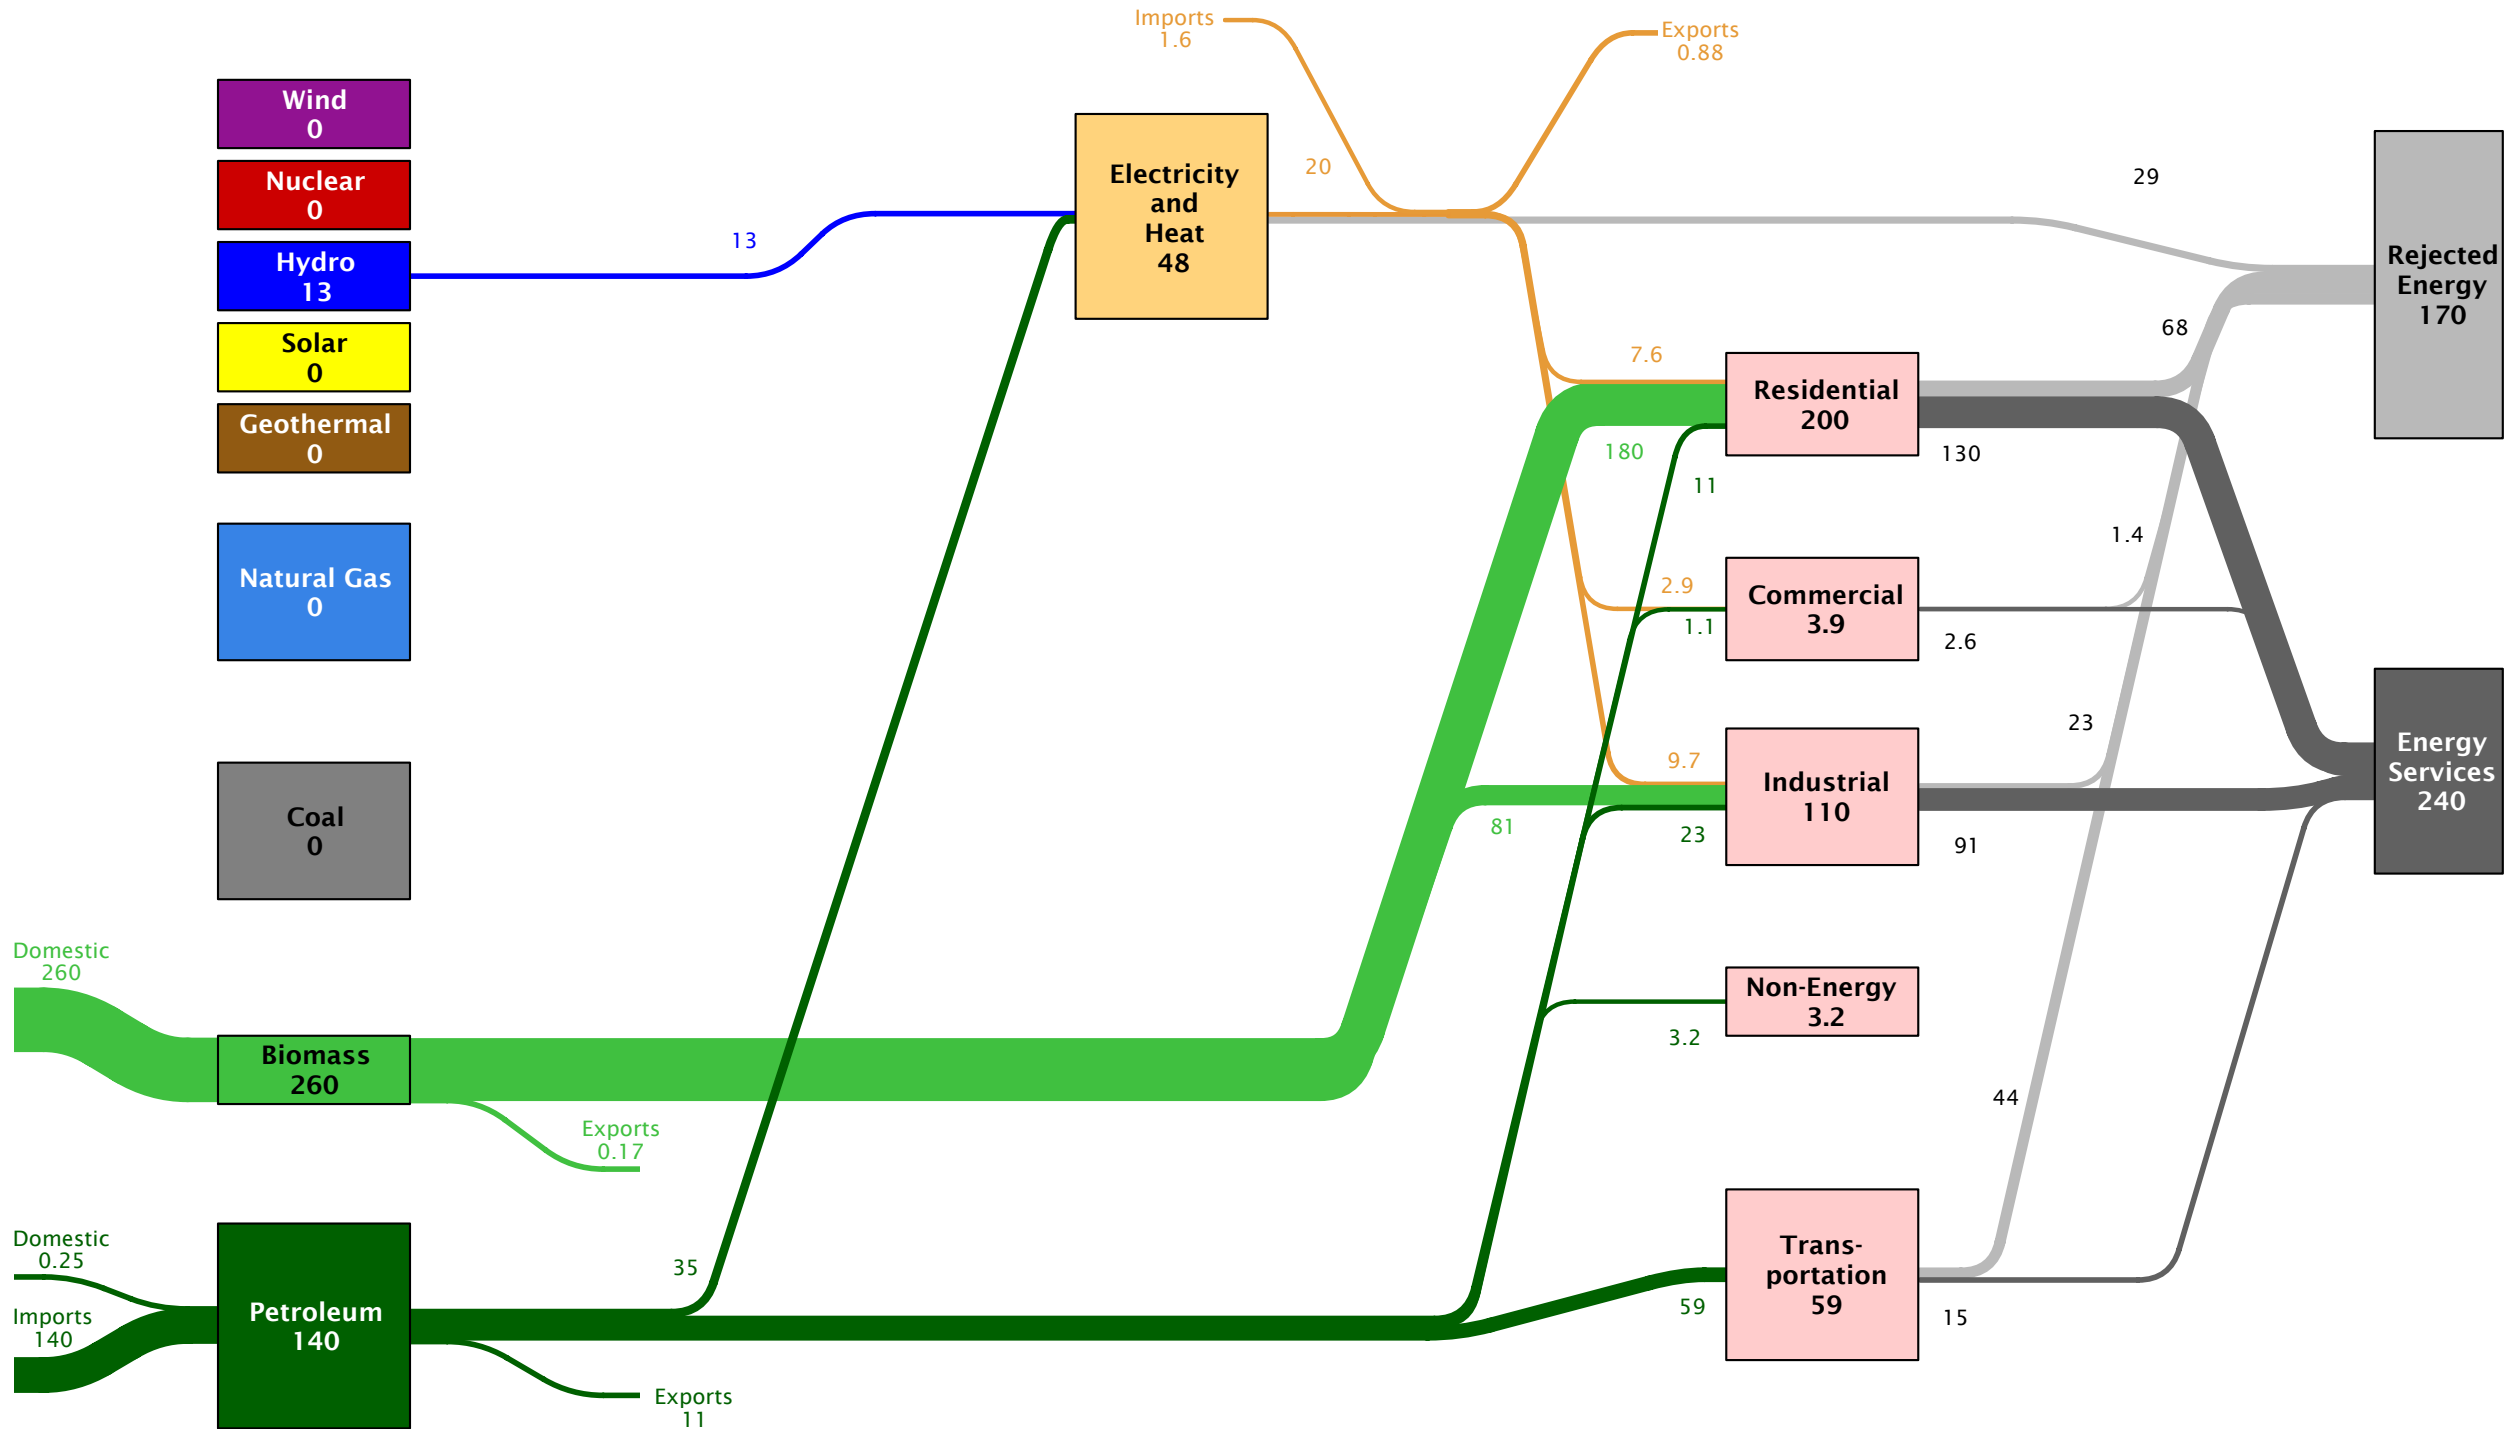 Imports
1.6
Exports
0.88
Wind
0
Nuclear
0
Hydro
13
Solar
0
Geothermal
0
Natural Gas
0
Coal
0
Domestic
260
Biomass
260
Exports
0.17
Domestic
0.25
Imports
140
Petroleum
140
Exports
11
13
35
Electricity
and
Heat
48
20
29
7.6
180
11
Residential
200
68
130
2.9
1.1
Commercial
3.9
1.4
2.6
9.7
81
23
Industrial
110
23
91
3.2
Non-Energy
3.2
59
Trans-
portation
59
44
15
Rejected
Energy
170
Energy
Services
240